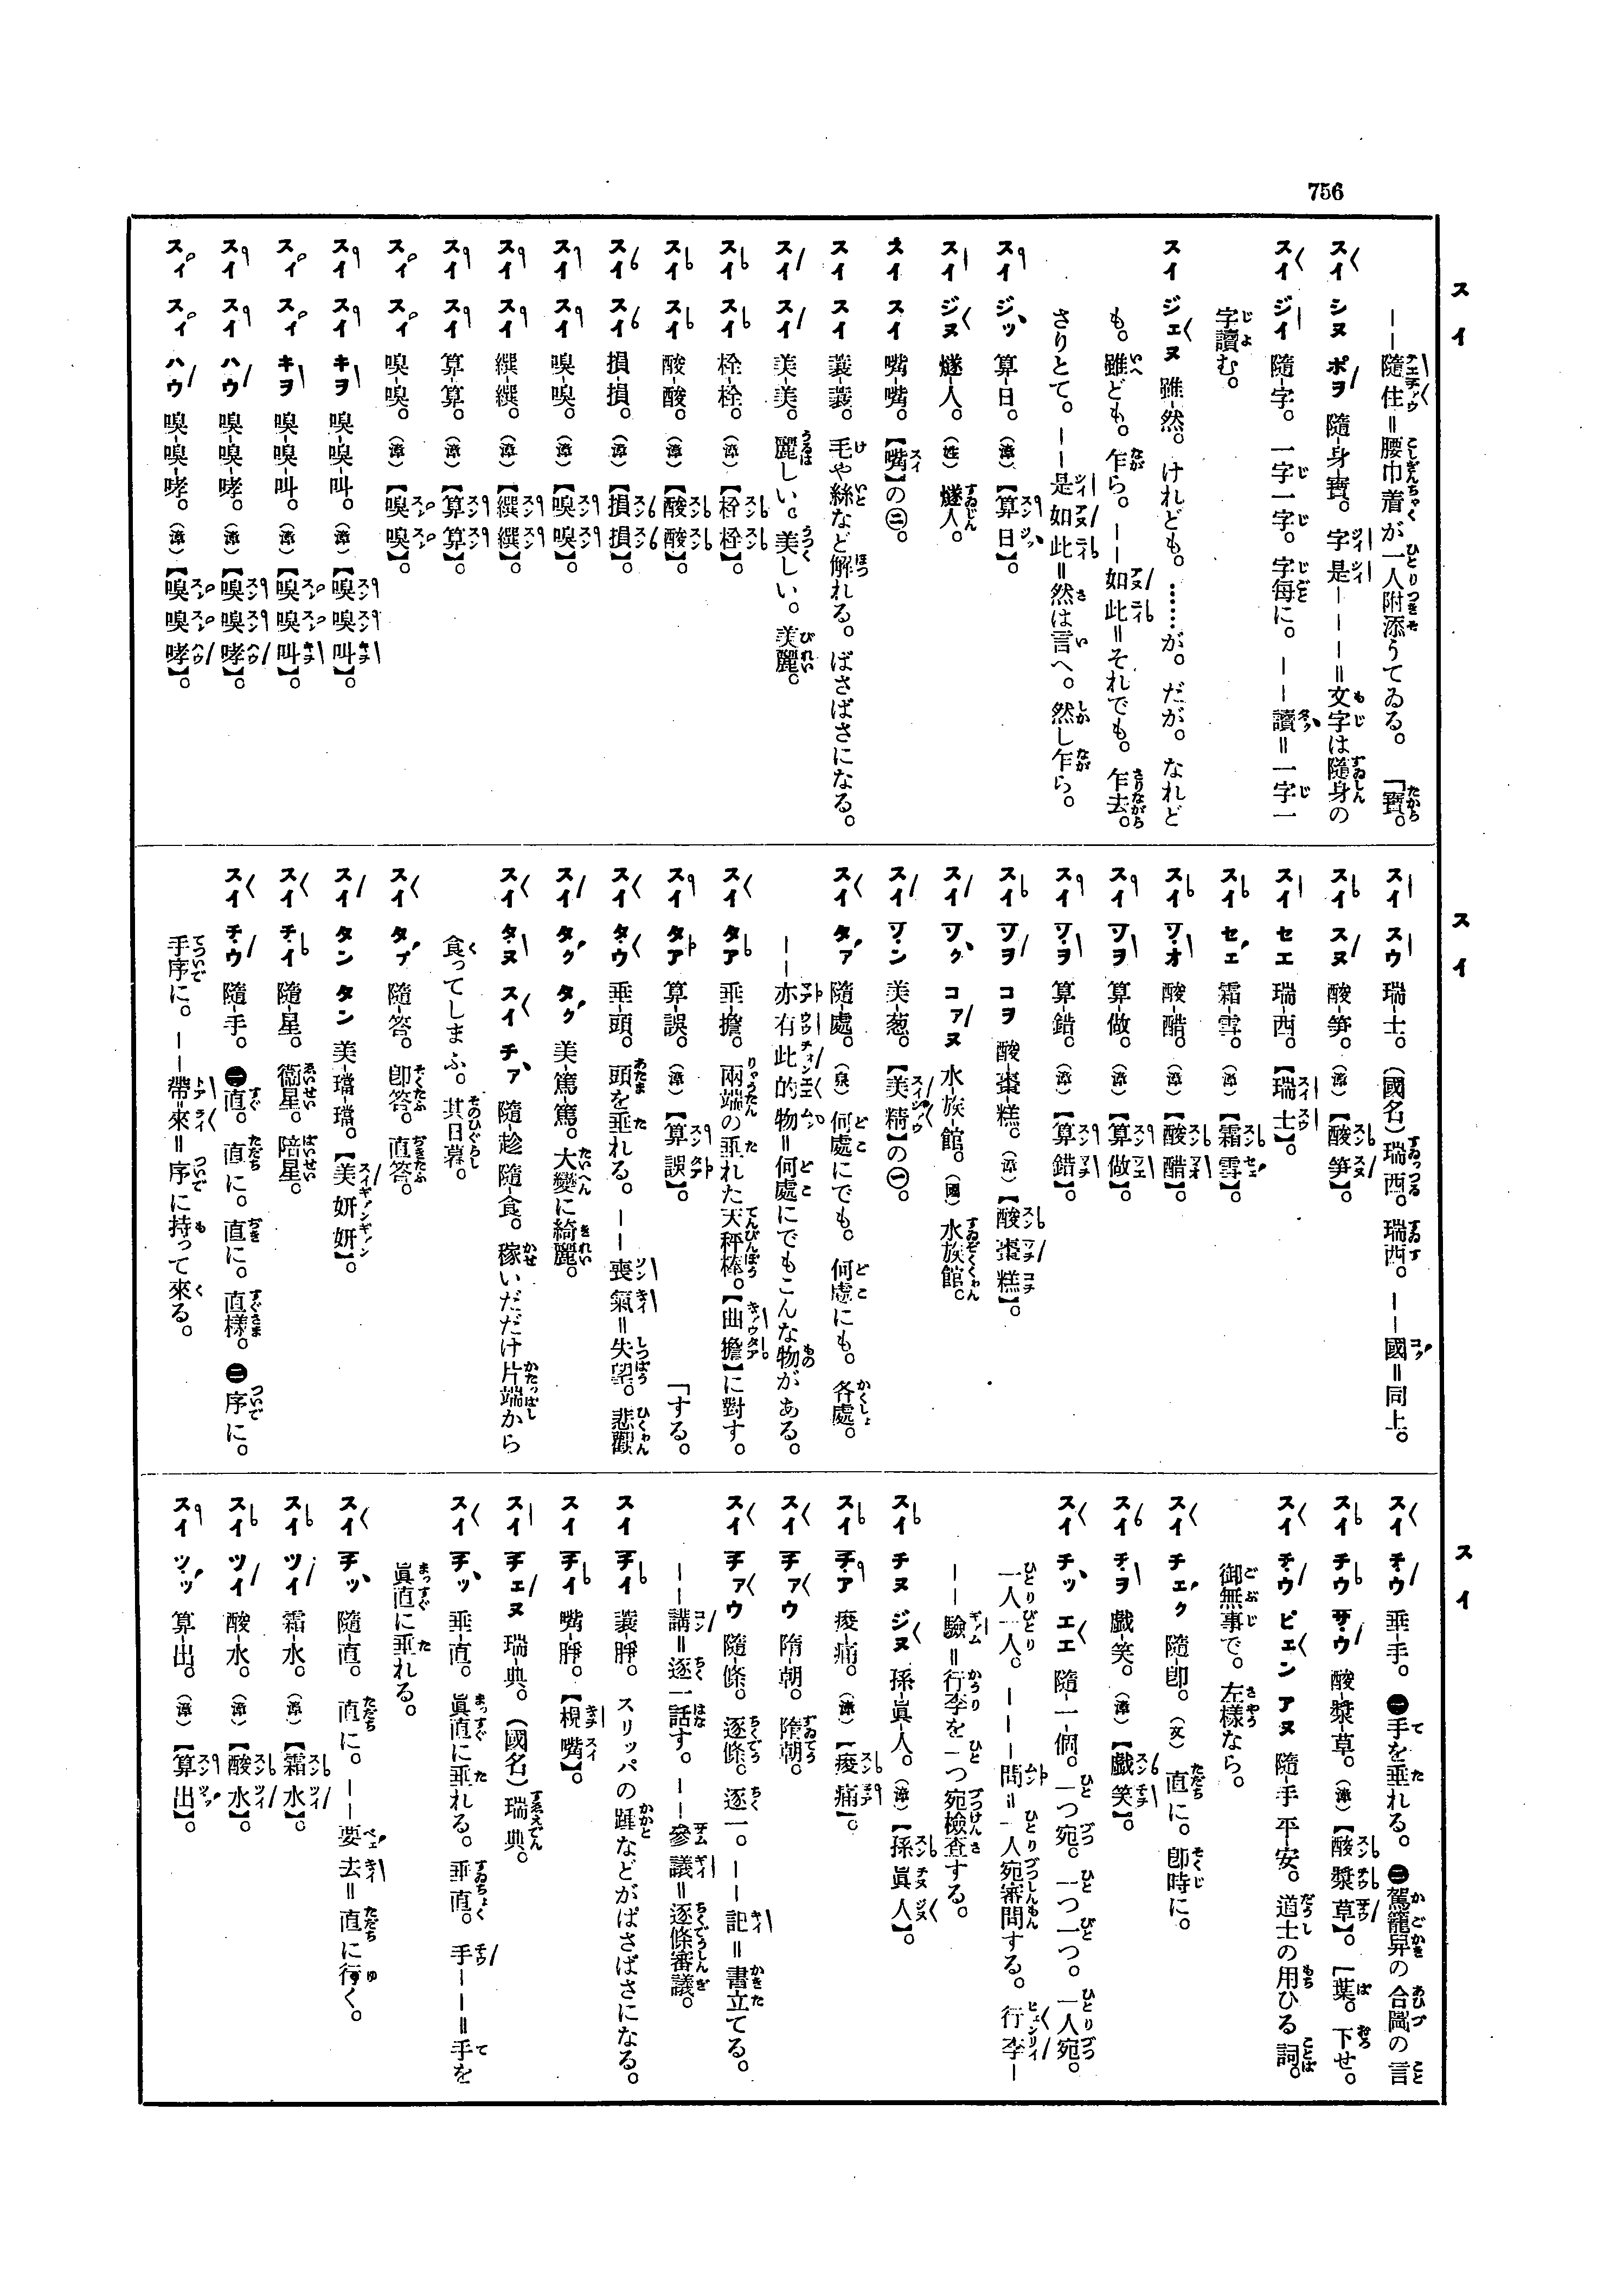 756
スイ
スイ
スイ
――隨住＝腰巾着が一人附添うてゐる。「寶。
スイ シヌ ポヲ 隨-身-寶。字是―――＝文字は隨身の
スイ ジイ 隨-字。一字一字。字每に。――讀＝一字一
字讀む。
スイ ジエヌ 雖-然。けれども。……が。だが。なれど
も。雖ども。乍ら。――如此＝それでも。乍去。
さりとて。――是如此＝然は言へ。然し乍ら。
スイ ジッ 算-日。（漳）【算日】。
スイ ジヌ 燧-人。（姓）燧人。
スイ スイ 嘴-嘴。【嘴】の㊁。
スイ スイ 蓑-蓑。毛や絲など解れる。ばさばさになる。
スイ スイ 美-美。麗しい。美しい。美麗。
スイ スイ 栓-栓。（漳）【栓栓】。
スイ スイ 酸-酸。（漳）【酸酸】。
スイ スイ 損-損。（漳）【損損】。
スイ スイ 嗅-嗅。（漳）【嗅嗅】。
スイ スイ 饌-饌。（漳）【饌饌】。
スイ スイ 算-算。（漳）【算算】。
スイ スイ 嗅-嗅。（漳）【嗅嗅】。
スイ スイ キヲ 嗅-嗅-叫。（漳）【嗅嗅叫】。
スイ スイ キヲ 嗅-嗅-叫。（漳）【嗅嗅叫】。
スイ スイ ハウ 嗅-嗅-哮。（漳）【嗅嗅哮】。
スイ スイ ハウ 嗅-嗅-哮。（漳）【嗅嗅哮】。
スイ スウ 瑞-士。（國名）瑞西。瑞西。――國＝同上。
スイ スヌ 酸-笋。（漳）【酸笋】。
スイ セエ 瑞-西。【瑞士】。
スイ セェ 霜-雪。（漳）【霜雪】。
スイ サオ 酸-醋。（漳）【酸醋】。
スイ ツヲ 算-做。（漳）【算做】。
スイ ツヲ 算-錯。（漳）【算錯】。
スイ ツヲ コヲ 酸-棗-糕。（漳）【酸棗糕】。
スイ ツク コアヌ 水-族-館。（國）水族館。
スイ ツン 美-葱。【美精】の㊀。
スイ タァ 隨-處。（泉）何處にでも。何處にも。各處。
――亦有此的物＝何處にでもこんな物がある。
スイ タア 垂-擔。兩端の垂れた天秤棒。【曲擔】に對す。
スイ タア 算-誤。（漳）【算誤】。「する。
スイ タウ 垂-頭。頭を垂れる。――喪氣＝失望。悲觀
スイ タク タク 美-篤-篤。大變に綺麗。
スイ タヌ スイ チァ 隨-趁 隨-食。稼いだだけ片端から
食ってしまふ。其日暮。
スイ タプ 隨-答。卽答。直答。
スイ タン タン 美-璫-璫。【美妍妍】。
スイ チイ 隨-星。衞星。陪星。
スイ チウ 隨-手。㊀直。直に。直に。直樣。㊁序に。
手序に。――帶-來＝序に持って來る。
スイ チウ 垂-手。㊀手を垂れる。㊁駕籠舁の合圖の言
スイ チウ サウ 酸-漿-草。（漳）【酸漿草】。「葉。下せ。
スイ チウ ピエン アヌ 隨-手 平-安。道士の用ひる詞。
御無事で。左樣なら。
スイ チエク 隨-卽。（文）直に。卽時に。
スイ チヲ 戲-笑。（漳）【戲笑】。
スイ チッ エエ 隨-一-個。一つ宛。一つ一つ。一人宛。
一人一人。―――問＝一人宛審問する。行李―
――驗＝行李を一つ宛檢査する。
スイ チヌ ジヌ 孫-眞-人。（漳）【孫眞人】。
スイ チア 痠-痛。（漳）【痠痛】。
スイ チアウ 隋-朝。隋朝。
スイ チアウ 隨-條。逐條。逐一。――記＝書立てる。
――講＝逐一話す。――參議＝逐條審議。
スイ チイ 蓑-𦜮。スリッパの踵などがぱさばさになる。
スイ チイ 嘴-𦜮。【梘嘴】。
スイ チエヌ 瑞-典。（國名）瑞典。
スイ チッ 垂-直。眞直に垂れる。垂直。手――＝手を
眞直に垂れる。
スイ チッ 隨-直。直に。――要去＝直に行く。
スイ ツイ 霜-水。（漳）【霜水】。
スイ ツイ 酸-水。（漳）【酸水】。
スイ ツッ 算-出。（漳）【算出】。